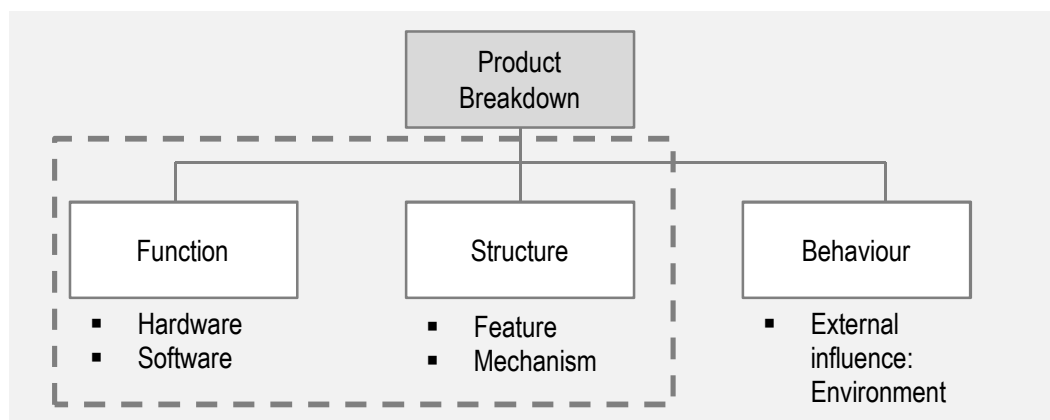 Product
Breakdown
Function
Structure
Behaviour
▪ Hardware
▪ Software
▪ Feature
▪ Mechanism
▪ External
influence:
Environment